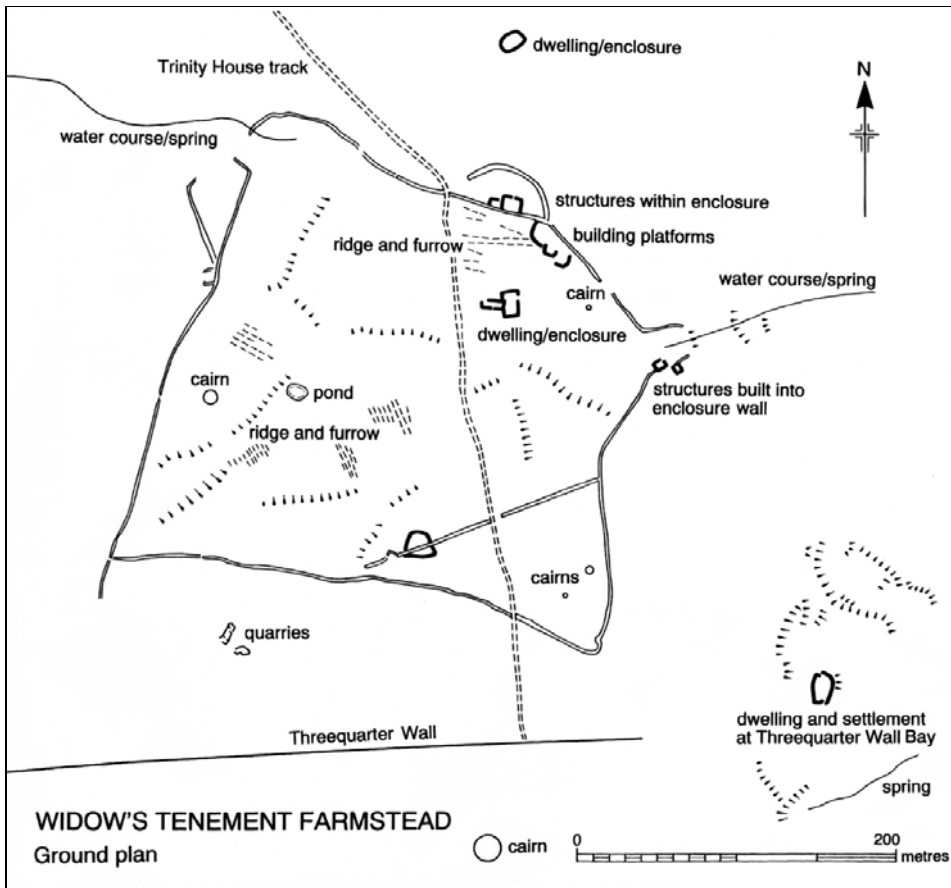 dwelling/enclosure
Trinity House track
N
water course/spring
structures within enclosure
ridge and furrow
building platforms
water course/spring
cairn
dwelling/enclosure
cairn
pond
structures built into
enclosure wall
ridge and furrow
cairns
quarries
dwelling and settlement
at Threequarter Wall Bay
Threequarter Wall
spring
WIDOW'S TENEMENT FARMSTEAD
Ground plan
cairn
0
200
metres